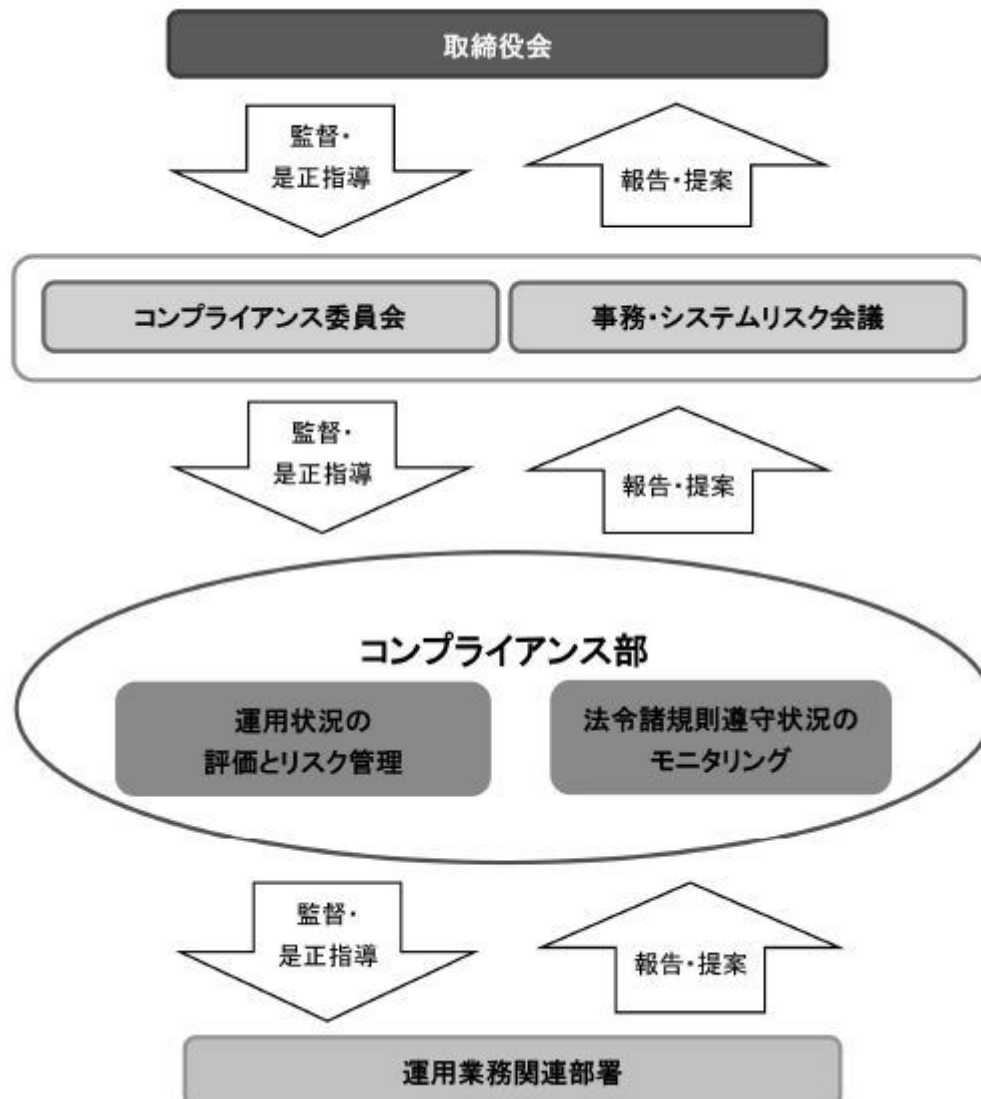 取締役会
監督・
是正指導
報告・提案
コンプライアンス委員会
事務・システムリスク会議
監督・
是正指導
報告・提案
コンプライアンス部
運用状況の
評価とリスク管理
法令諸規則遵守状況の
モニタリング
監督・
是正指導
報告・提案
運用業務関連部署